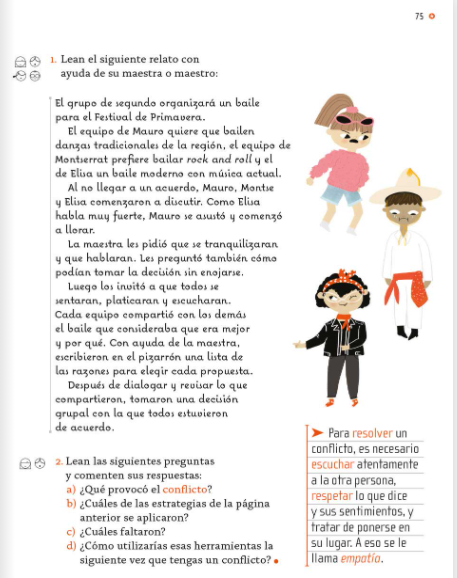 75
1. Lean el siguiente relato con
ayuda de su maestra o maestro:
El grupo de segundo organizará un baile
para el Festival de Primavera.
El equipo de Mauro quiere que bailen
danzas tradicionales de la región, el equipo de
Montserrat prefiere bailar rock and roll y el
de Elisa un baile moderno con música actual.
Al no llegar a un acuerdo, Mauro, Montse
y Elisa comenzaron a discutir. Como Elisa
habla muy fuerte, Mauro se asustó y comenzó
a llorar.
La maestra les pidió que se tranquilizaran
y que hablaran. Les preguntó también cómo
podían tomar la decisión sin enojarse.
Luego los invitó a que todos se
sentaran, platicaran y escucharan.
Cada equipo compartió con los demás
el baile que consideraba que era mejor
y por qué. Con ayuda de la maestra,
escribieron en el pizarrón una lista de
las razones para elegir cada propuesta.
Después de dialogar y revisar lo que
compartieron, tomaron una decisión
grupal con la que todos estuvieron
de acuerdo.
2. Lean las siguientes preguntas
y comenten sus respuestas:
a) ¿Qué provocó el conflicto?
b) ¿Cuáles de las estrategias de la página
anterior se aplicaron?
c) ¿Cuáles faltaron?
d) ¿Cómo utilizarías esas herramientas la
siguiente vez que tengas un conflicto?
Para resolver un
conflicto, es necesario
escuchar atentamente
a la otra persona,
respetar lo que dice
y sus sentimientos, y
tratar de ponerse en
su lugar. A eso se le
llama empatía.